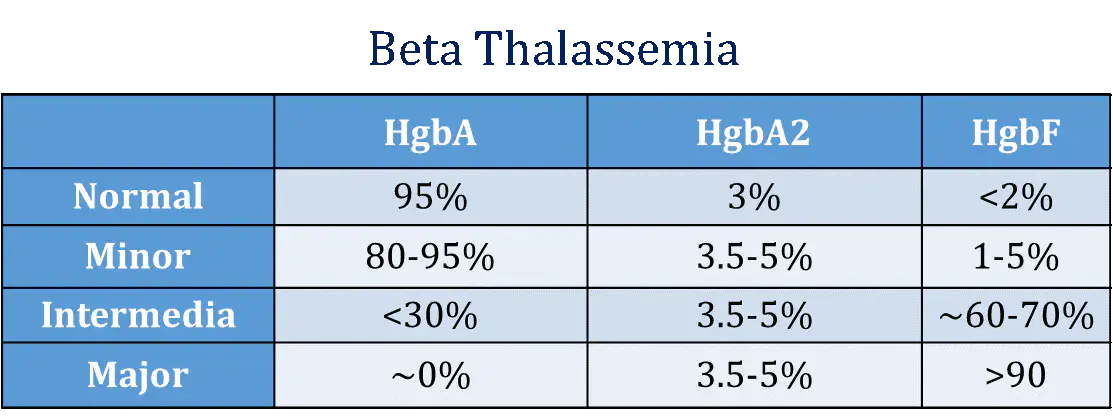 Beta Thalassemia
HgbA HgbA2 HgbF
Normal 95% 3% <2%
Minor 80-95% 3.5-5% 1-5%
Intermedia <30% 3.5-5% ~60-70%
Major ~0% 3.5-5% >90